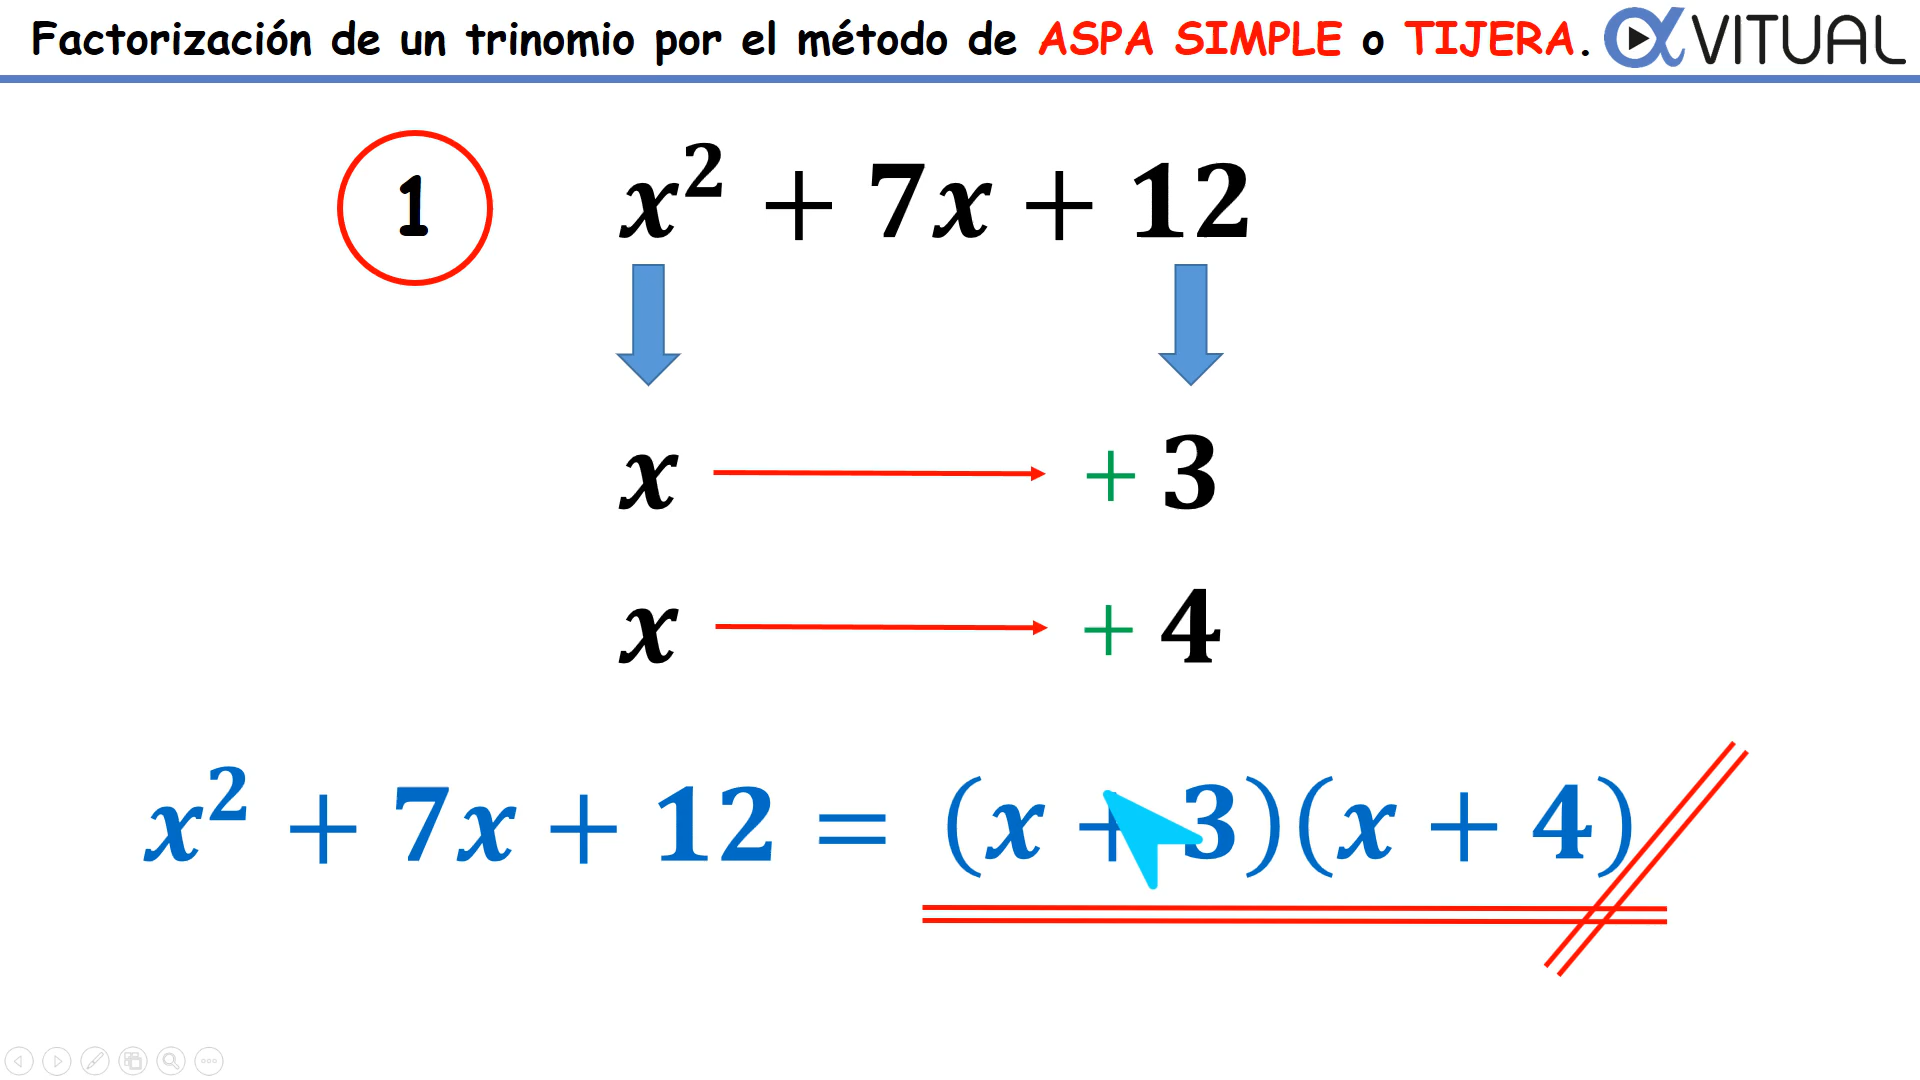 Factorización de un trinomio por el método de ASPA SIMPLE o TIJERA.
αVITUAL
1
x² + 7x + 12
x + 3
x + 4
x² + 7x + 12 = (x + 3)(x + 4)